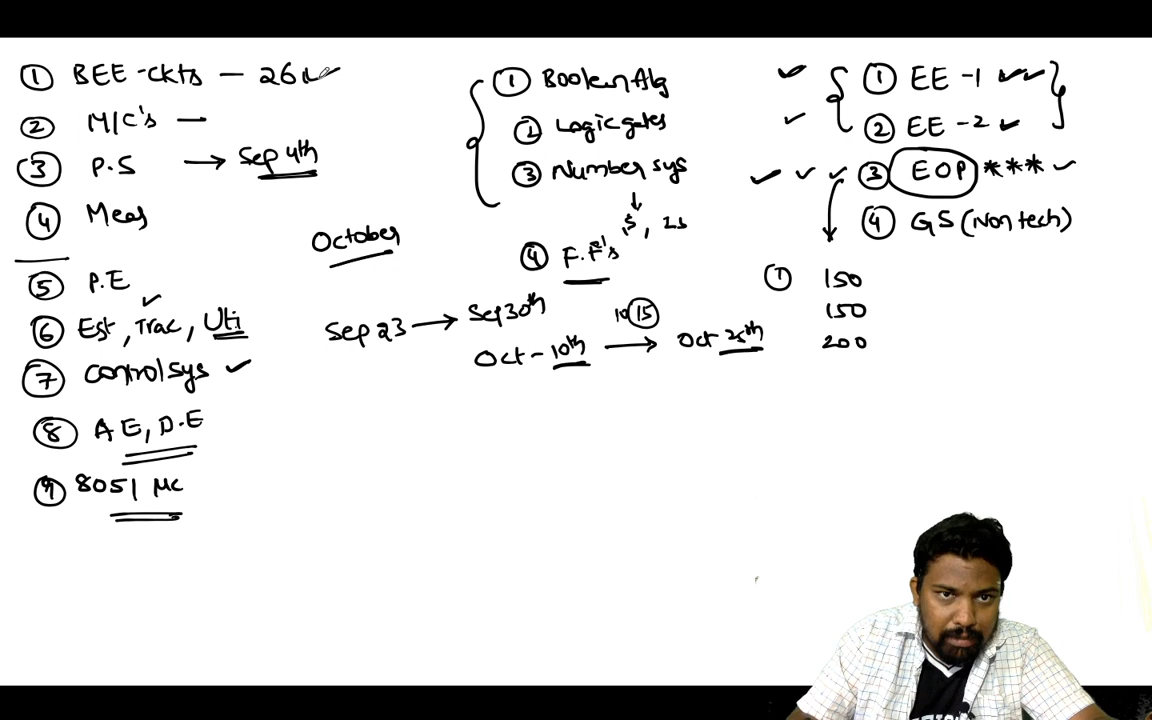 ① BEE-ckts - 26
② M/C's -
③ P.S → Sep 4th
④ Meas
⑤ P.E
⑥ Est, Trac, Uti
⑦ control sys
⑧ A E, D.E
⑨ 8051 μc
October
Sep 23 → Sep 30th
Oct - 10th → Oct 25th
15
① Boolean Alg
② Logic gates
③ Number sys
④ F.F's
① EE -1
② EE -2
③ EOP ***
④ GS (Non tech)
① 150
150
200